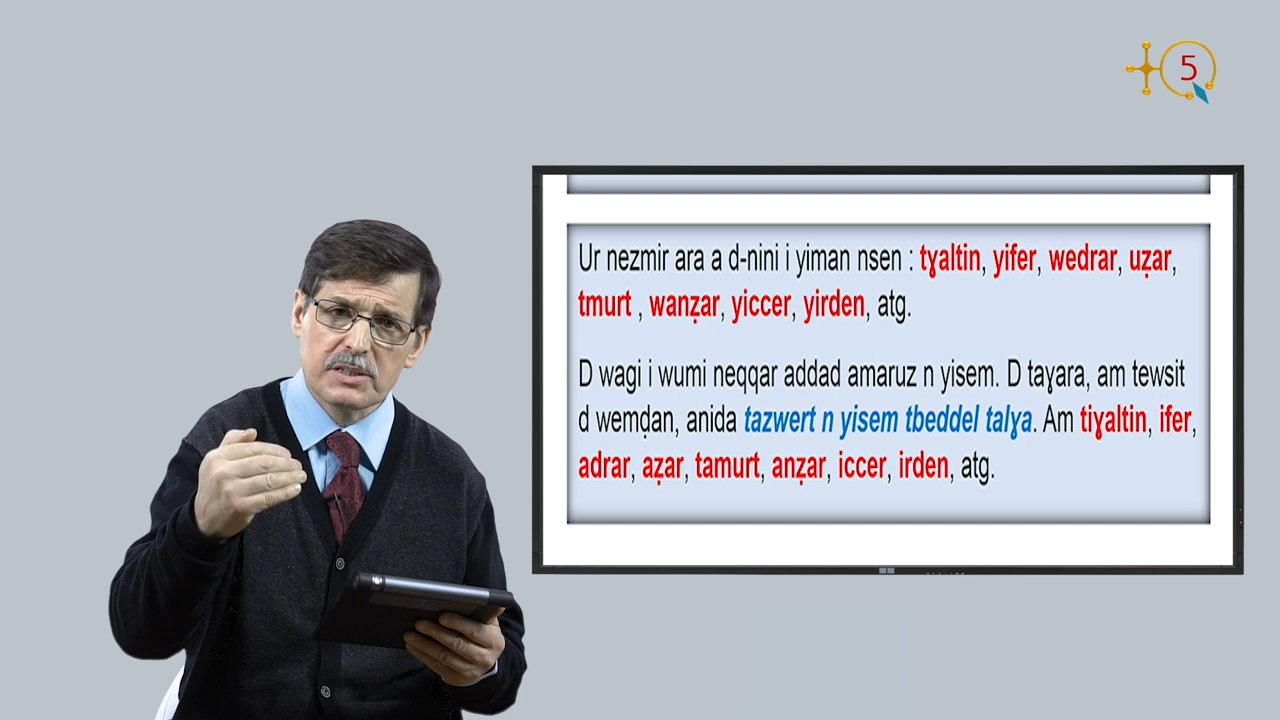 5
Ur nezmir ara a d-nini i yiman nsen : tɣaltin, yifer, wedrar, uẓar,
tmurt , wanẓar, yiccer, yirden, atg.
D wagi i wumi neqqar addad amaruz n yisem. D taɣara, am tewsit
d wemḍan, anida tazwert n yisem tbeddel talɣa. Am tiɣaltin, ifer,
adrar, aẓar, tamurt, anẓar, iccer, irden, atg.